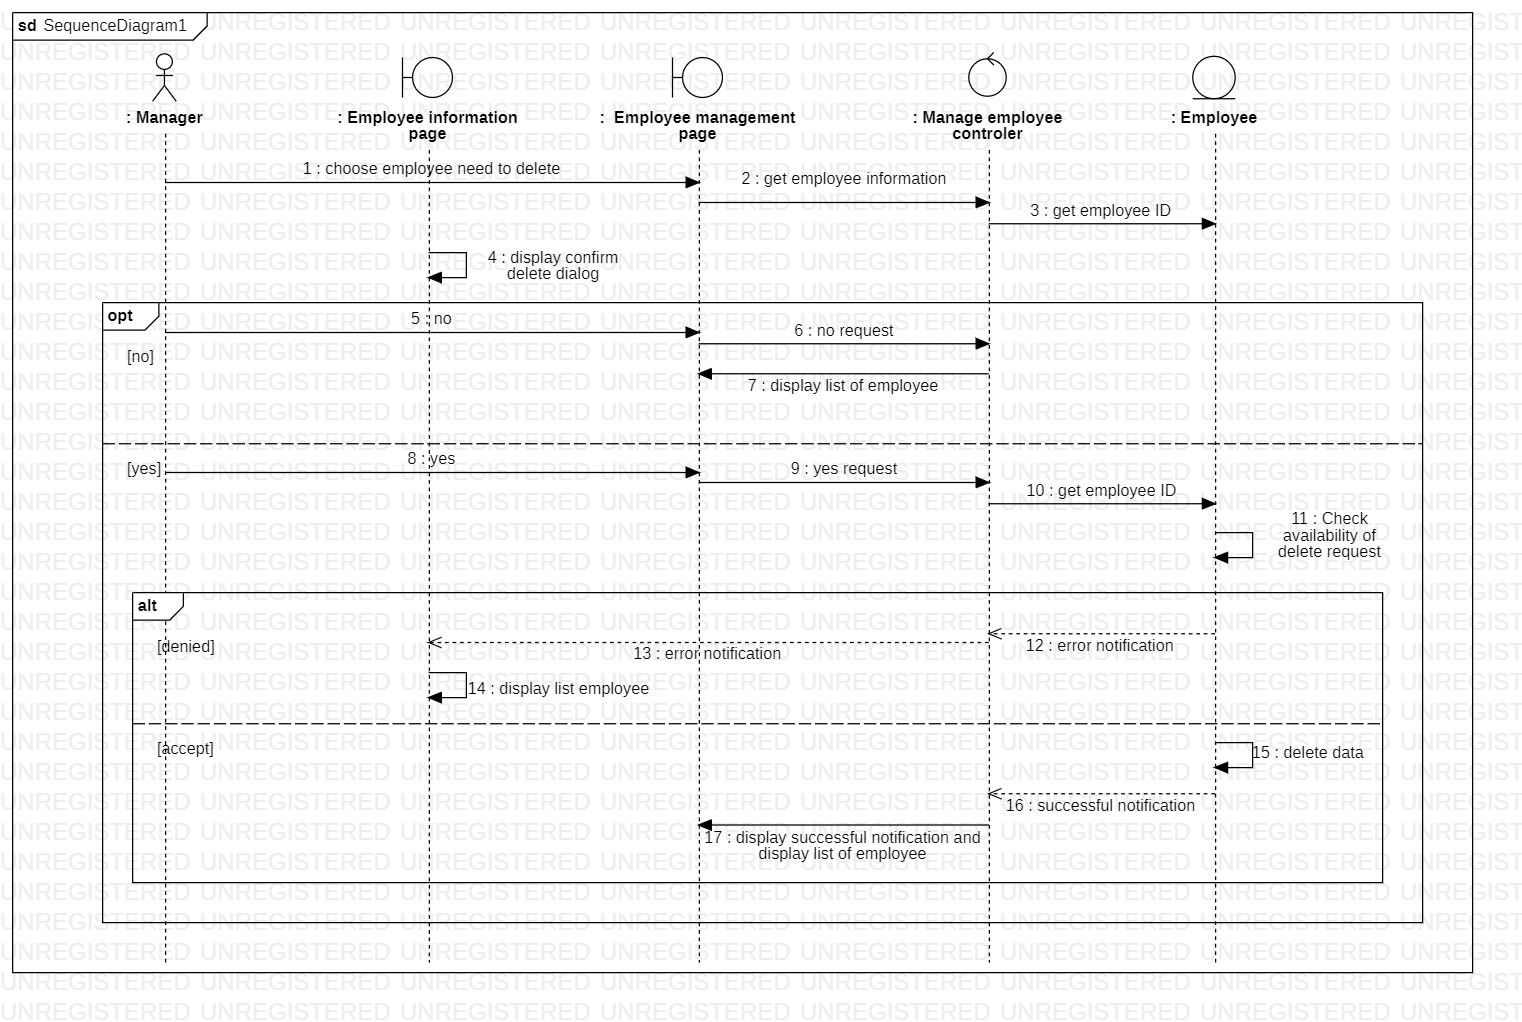 sd SequenceDiagram1
: Manager
: Employee information
page
: Employee management
page
: Manage employee
controler
: Employee
1 : choose employee need to delete
2 : get employee information
3 : get employee ID
4 : display confirm
delete dialog
opt
5 : no
6 : no request
[no]
7 : display list of employee
8 : yes
[yes]
9 : yes request
10 : get employee ID
11 : Check
availability of
delete request
alt
[denied]
12 : error notification
13 : error notification
14 : display list employee
[accept]
15 : delete data
16 : successful notification
17 : display successful notification and
display list of employee
UNREGISTERED